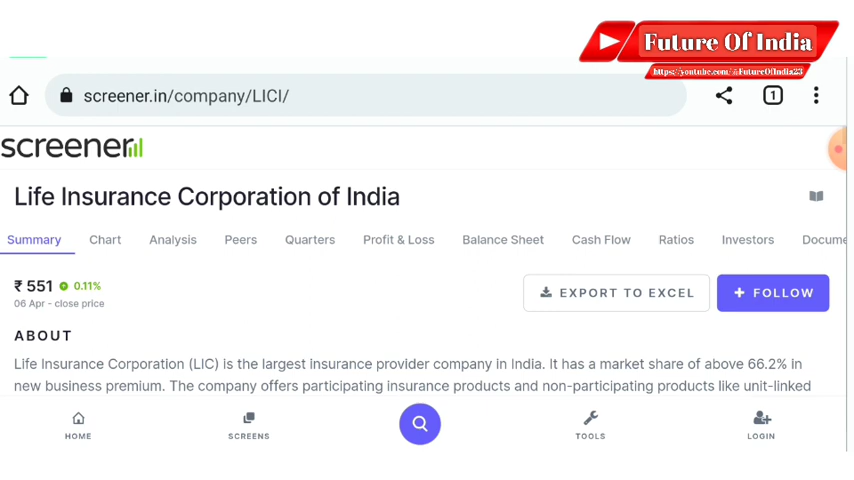 Future Of India
https://youtube.com/@FutureOfIndia23
screener.in/company/LICI/
1
screener
Life Insurance Corporation of India
Summary Chart Analysis Peers Quarters Profit & Loss Balance Sheet Cash Flow Ratios Investors Docume
₹ 551 0.11%
06 Apr - close price
EXPORT TO EXCEL
+ FOLLOW
ABOUT
Life Insurance Corporation (LIC) is the largest insurance provider company in India. It has a market share of above 66.2% in
new business premium. The company offers participating insurance products and non-participating products like unit-linked
HOME SCREENS TOOLS LOGIN